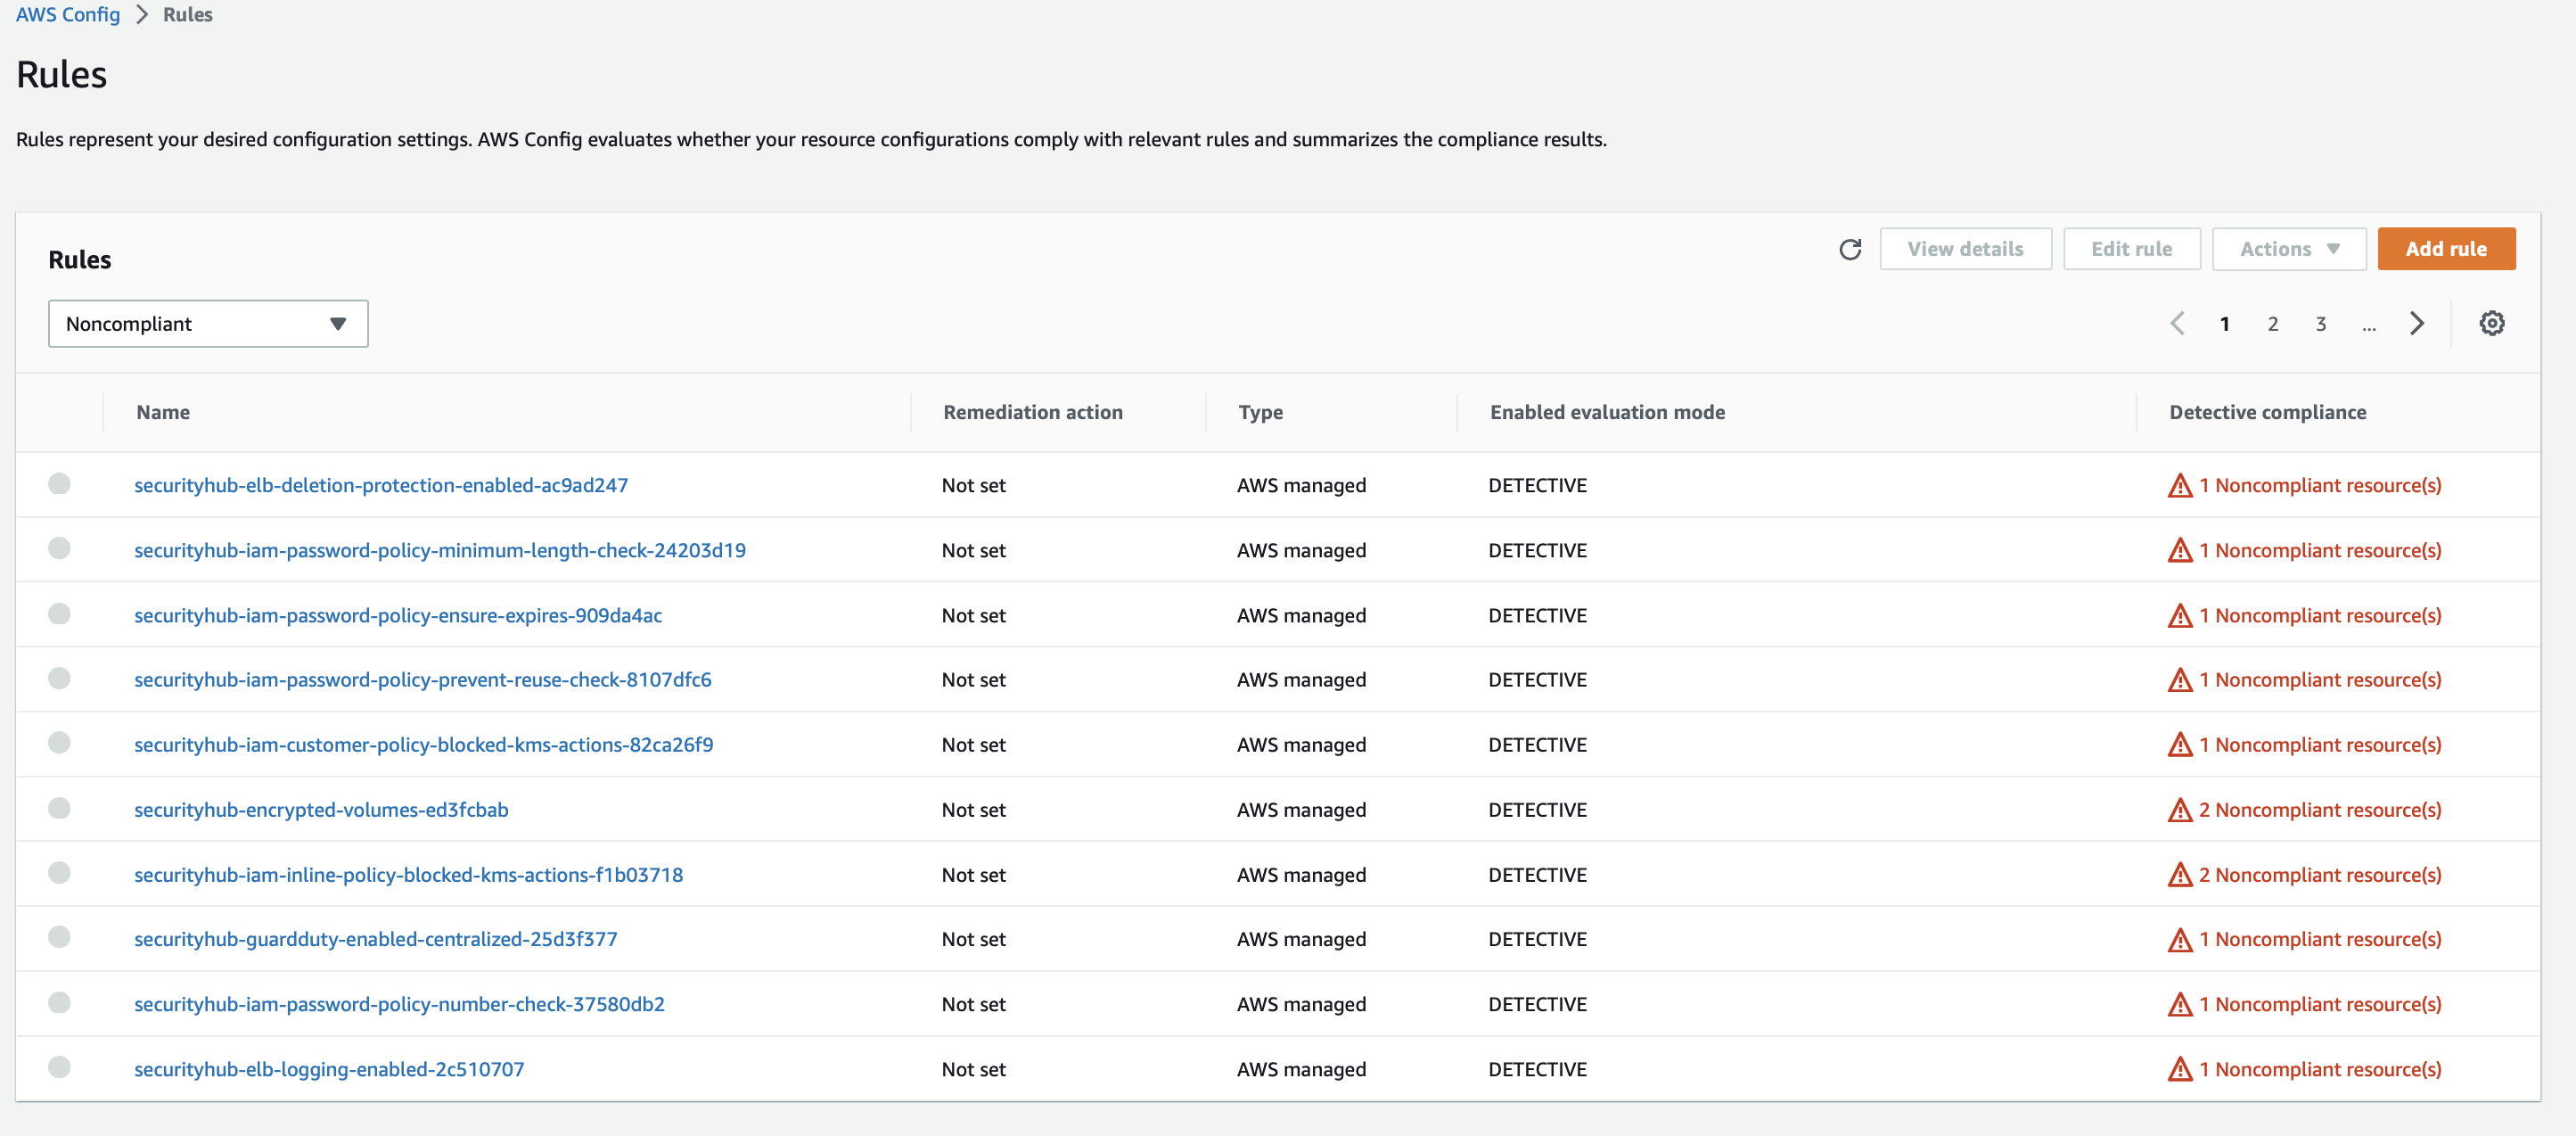 AWS Config > Rules
Rules
Rules represent your desired configuration settings. AWS Config evaluates whether your resource configurations comply with relevant rules and summarizes the compliance results.
Rules
View details Edit rule Actions Add rule
Noncompliant
1 2 3 ...
Name Remediation action Type Enabled evaluation mode Detective compliance
securityhub-elb-deletion-protection-enabled-ac9ad247 Not set AWS managed DETECTIVE 1 Noncompliant resource(s)
securityhub-iam-password-policy-minimum-length-check-24203d19 Not set AWS managed DETECTIVE 1 Noncompliant resource(s)
securityhub-iam-password-policy-ensure-expires-909da4ac Not set AWS managed DETECTIVE 1 Noncompliant resource(s)
securityhub-iam-password-policy-prevent-reuse-check-8107dfc6 Not set AWS managed DETECTIVE 1 Noncompliant resource(s)
securityhub-iam-customer-policy-blocked-kms-actions-82ca26f9 Not set AWS managed DETECTIVE 1 Noncompliant resource(s)
securityhub-encrypted-volumes-ed3fcbab Not set AWS managed DETECTIVE 2 Noncompliant resource(s)
securityhub-iam-inline-policy-blocked-kms-actions-f1b03718 Not set AWS managed DETECTIVE 2 Noncompliant resource(s)
securityhub-guardduty-enabled-centralized-25d3f377 Not set AWS managed DETECTIVE 1 Noncompliant resource(s)
securityhub-iam-password-policy-number-check-37580db2 Not set AWS managed DETECTIVE 1 Noncompliant resource(s)
securityhub-elb-logging-enabled-2c510707 Not set AWS managed DETECTIVE 1 Noncompliant resource(s)